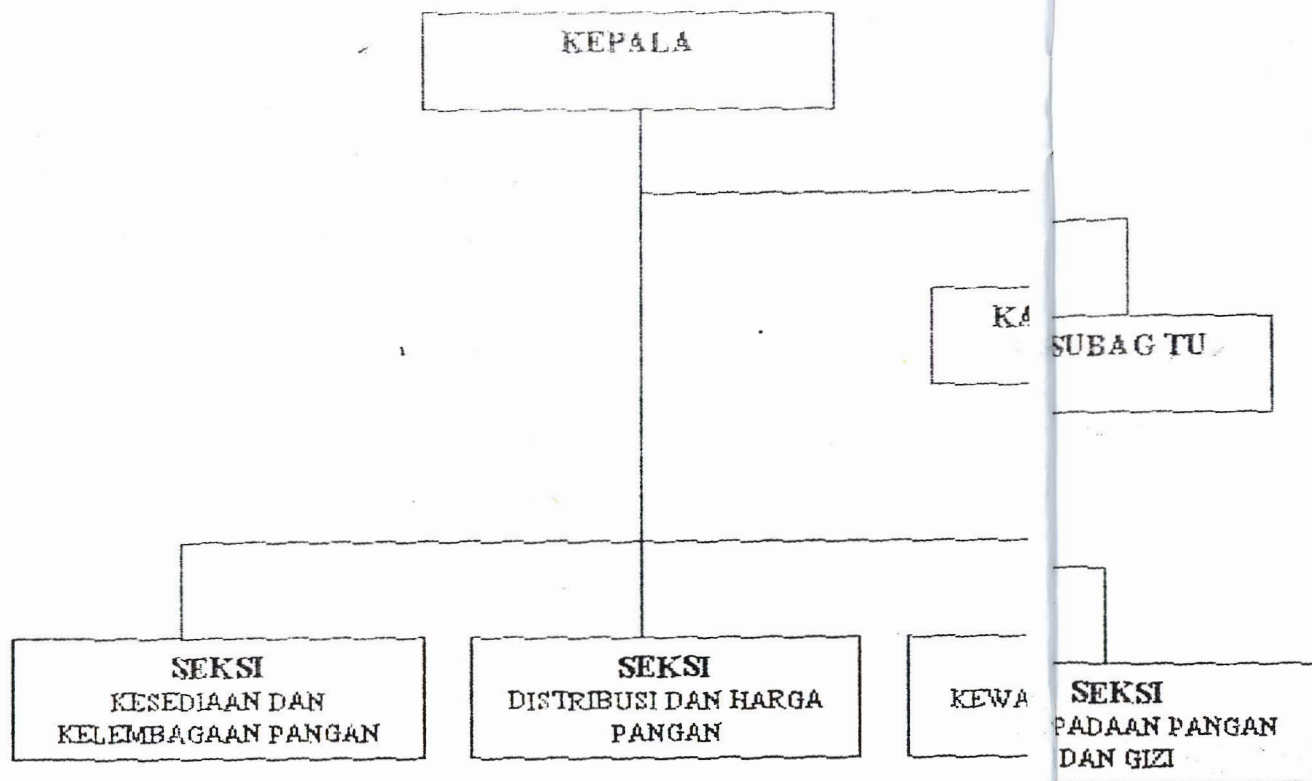 KEPALA
KA SUBAG TU
SEKSI
KESEDIAAN DAN
KELEMBAGAAN PANGAN
SEKSI
DISTRIBUSI DAN HARGA
PANGAN
SEKSI
KEWA PADAAN PANGAN
DAN GIZI